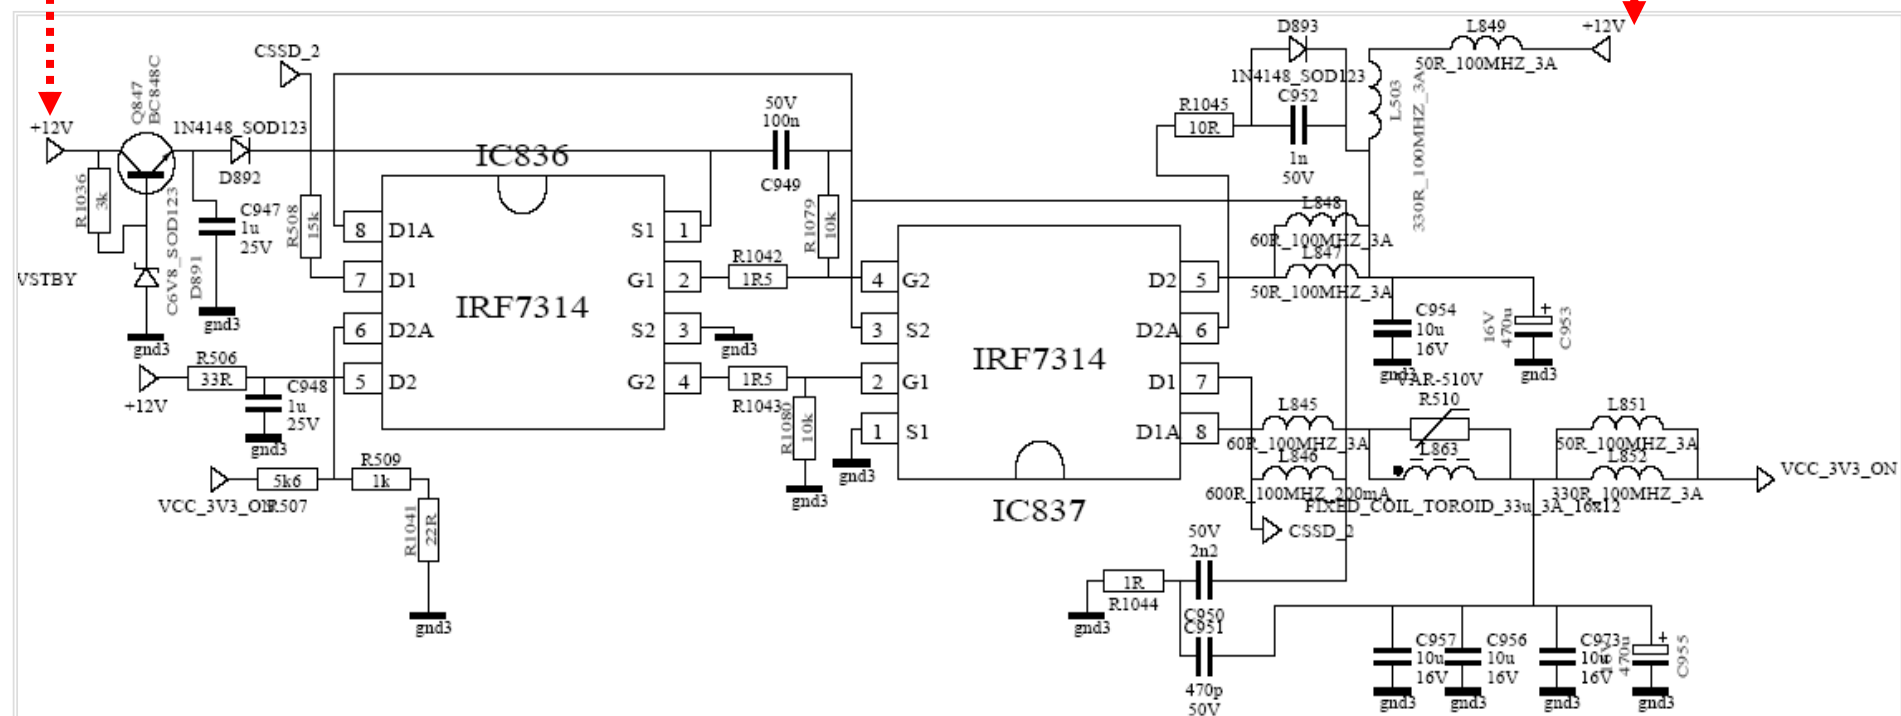 D893
L849
+12V
CSSD_2
1N4148_SOD123
50R_100MHZ_3A
Q847
BC848C
50V
100n
C952
R1045
10R
L503
330R_100MHZ_3A
+12V
1N4148_SOD123
IC836
D892
C949
1n
50V
R1036
3k
C947
1u
25V
R508
15k
R1079
10k
L848
8
D1A
S1
1
60R_100MHZ_3A
L847
VSTBY
C6V8_SOD123
D891
7
D1
G1
2
R1042
1R5
4
G2
D2
5
50R_100MHZ_3A
gnd3
IRF7314
C954
10u
16V
16V
470u
C953
6
D2A
S2
3
gnd3
3
S2
D2A
6
gnd3
R506
33R
IRF7314
gnd3
VAR-510V
gnd3
+12V
C948
1u
25V
5
D2
G2
4
1R5
R1043
2
G1
D1
7
R510
R1080
10k
L845
L851
gnd3
1
S1
D1A
8
60R_100MHZ_3A
50R_100MHZ_3A
R509
L846
L863
L852
5k6
1k
VCC_3V3_ON
VCC_3V3_ON
R507
gnd3
600R_100MHZ_200mA
330R_100MHZ_3A
FIXED_COIL_TOROID_33u_3A_16x12
IC837
R1041
22R
CSSD_2
50V
2n2
1R
R1044
gnd3
gnd3
C950
C951
470p
50V
C957
10u
16V
C956
10u
16V
C973
10u
16V
16V
470u
C955
gnd3
gnd3
gnd3
gnd3